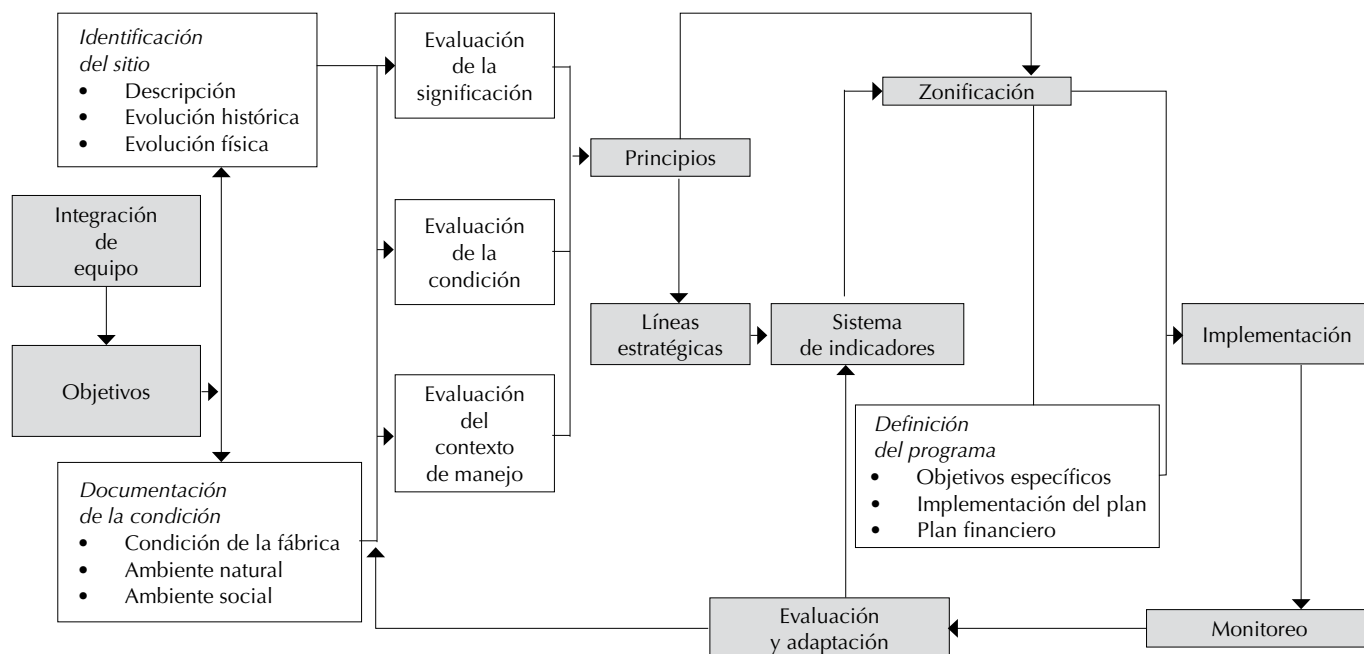 Identificación
del sitio
• Descripción
• Evolución histórica
• Evolución física
Integración
de
equipo
Objetivos
Documentación
de la condición
• Condición de la fábrica
• Ambiente natural
• Ambiente social
Evaluación
de la
significación
Evaluación
de la
condición
Evaluación
del
contexto
de manejo
Principios
Líneas
estratégicas
Sistema
de indicadores
Zonificación
Definición
del programa
• Objetivos específicos
• Implementación del plan
• Plan financiero
Implementación
Monitoreo
Evaluación
y adaptación